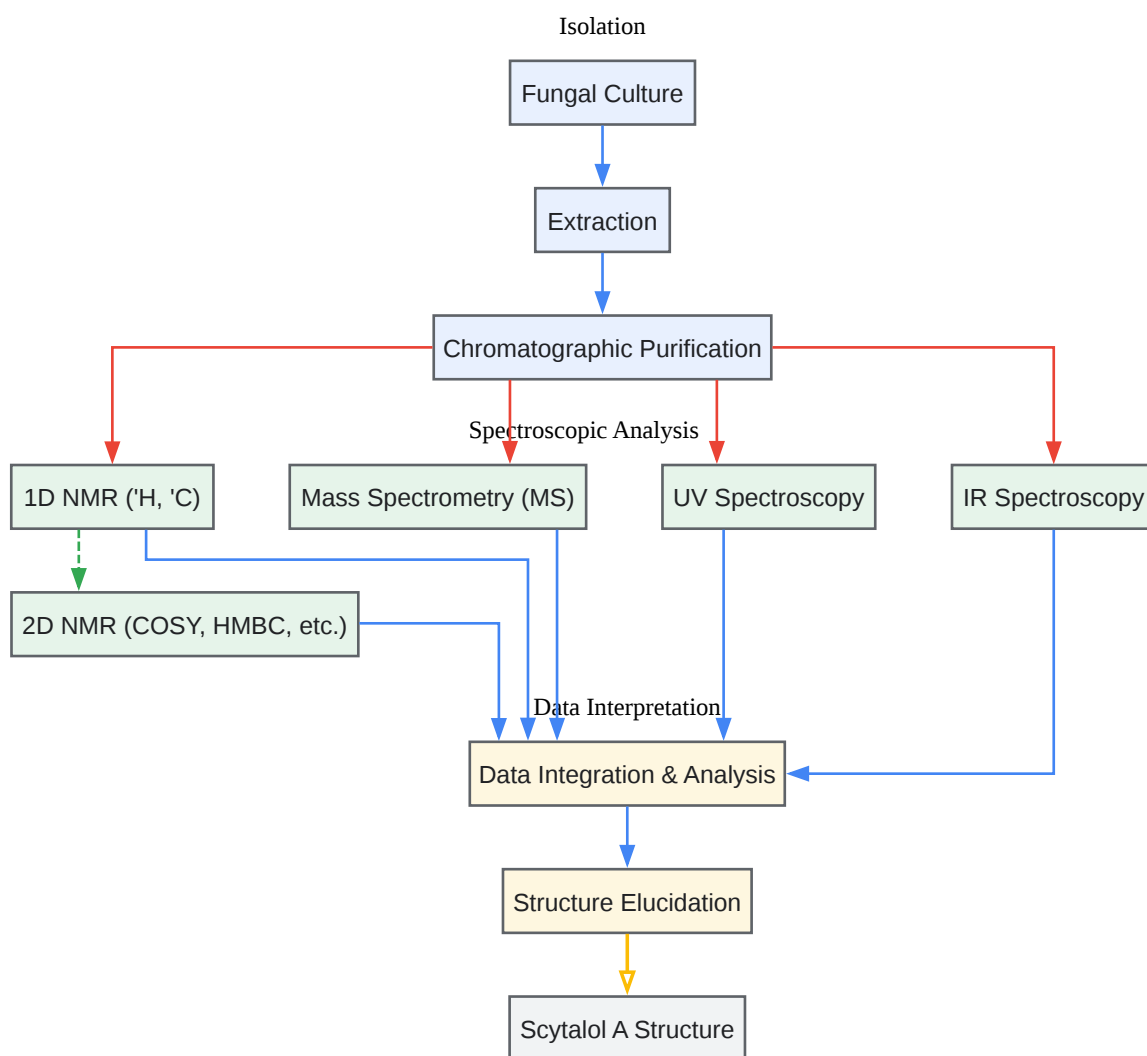 Isolation
Fungal Culture
Extraction
Chromatographic Purification
Spectroscopic Analysis
1D NMR ('H, 'C)
Mass Spectrometry (MS)
UV Spectroscopy
IR Spectroscopy
2D NMR (COSY, HMBC, etc.)
Data Interpretation
Data Integration & Analysis
Structure Elucidation
Scytalol A Structure